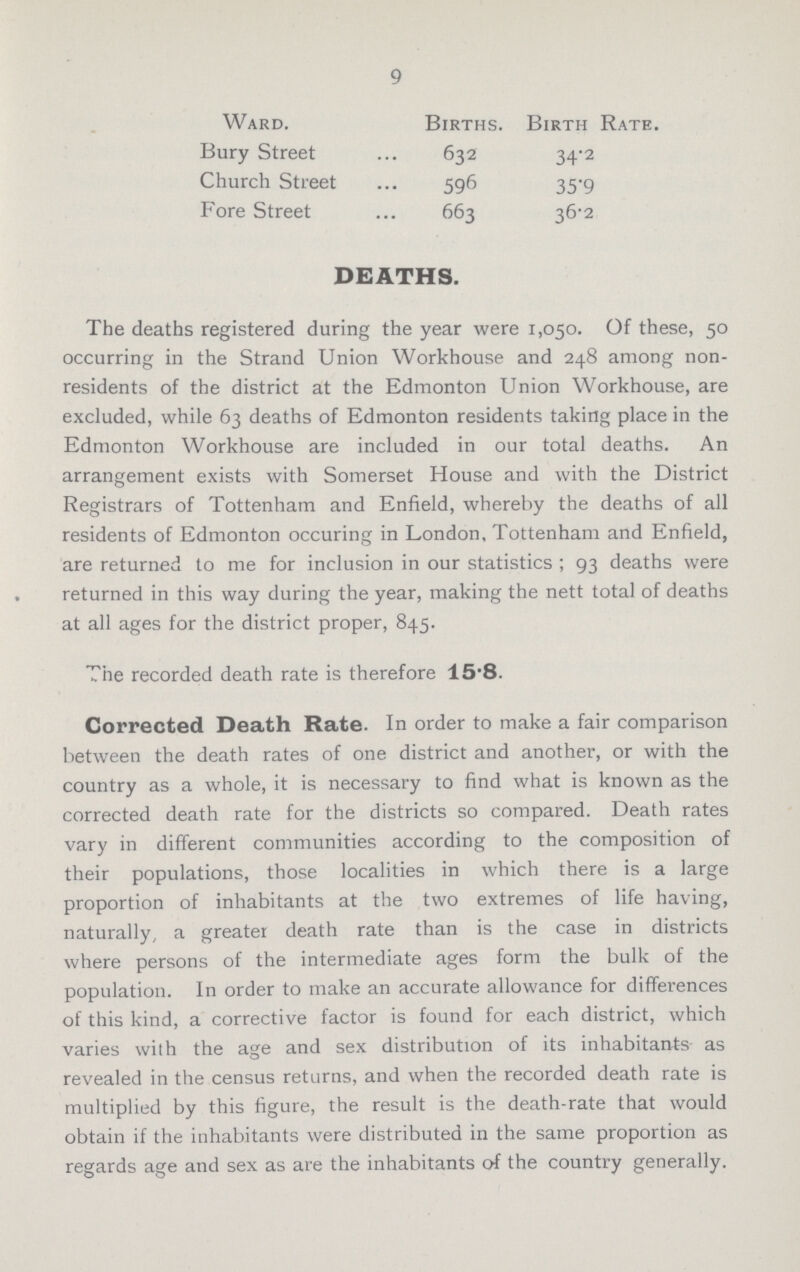 9
Ward. Births. Birth Rate.
Bury Street ... 632 34·2
Church Street ... 596 35·9
Fore Street ... 663 36·2
DEATHS.
The deaths registered during the year were 1,050. Of these, 50
occurring in the Strand Union Workhouse and 248 among non-
residents of the district at the Edmonton Union Workhouse, are
excluded, while 63 deaths of Edmonton residents taking place in the
Edmonton Workhouse are included in our total deaths. An
arrangement exists with Somerset House and with the District
Registrars of Tottenham and Enfield, whereby the deaths of all
residents of Edmonton occuring in London, Tottenham and Enfield,
are returned to me for inclusion in our statistics ; 93 deaths were
returned in this way during the year, making the nett total of deaths
at all ages for the district proper, 845.
The recorded death rate is therefore 15·8.
Corrected Death Rate. In order to make a fair comparison
between the death rates of one district and another, or with the
country as a whole, it is necessary to find what is known as the
corrected death rate for the districts so compared. Death rates
vary in different communities according to the composition of
their populations, those localities in which there is a large
proportion of inhabitants at the two extremes of life having,
naturally, a greater death rate than is the case in districts
where persons of the intermediate ages form the bulk of the
population. In order to make an accurate allowance for differences
of this kind, a corrective factor is found for each district, which
varies with the age and sex distribution of its inhabitants as
revealed in the census returns, and when the recorded death rate is
multiplied by this figure, the result is the death-rate that would
obtain if the inhabitants were distributed in the same proportion as
regards age and sex as are the inhabitants of the country generally.